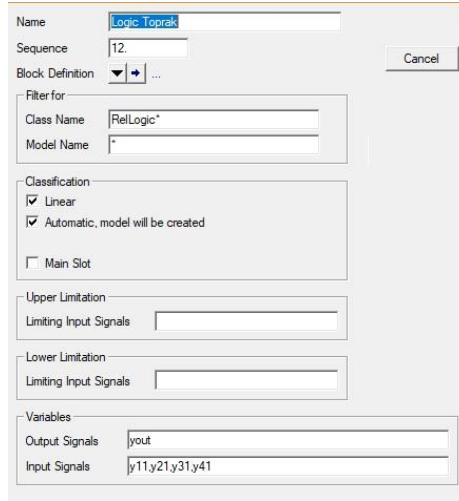 Name Logic Toprak
Sequence 12.
Cancel
Block Definition ...
Filter for
Class Name RelLogic*
Model Name *
Classification
Linear
Automatic, model will be created
Main Slot
Upper Limitation
Limiting Input Signals
Lower Limitation
Limiting Input Signals
Variables
Output Signals yout
Input Signals y11,y21,y31,y41